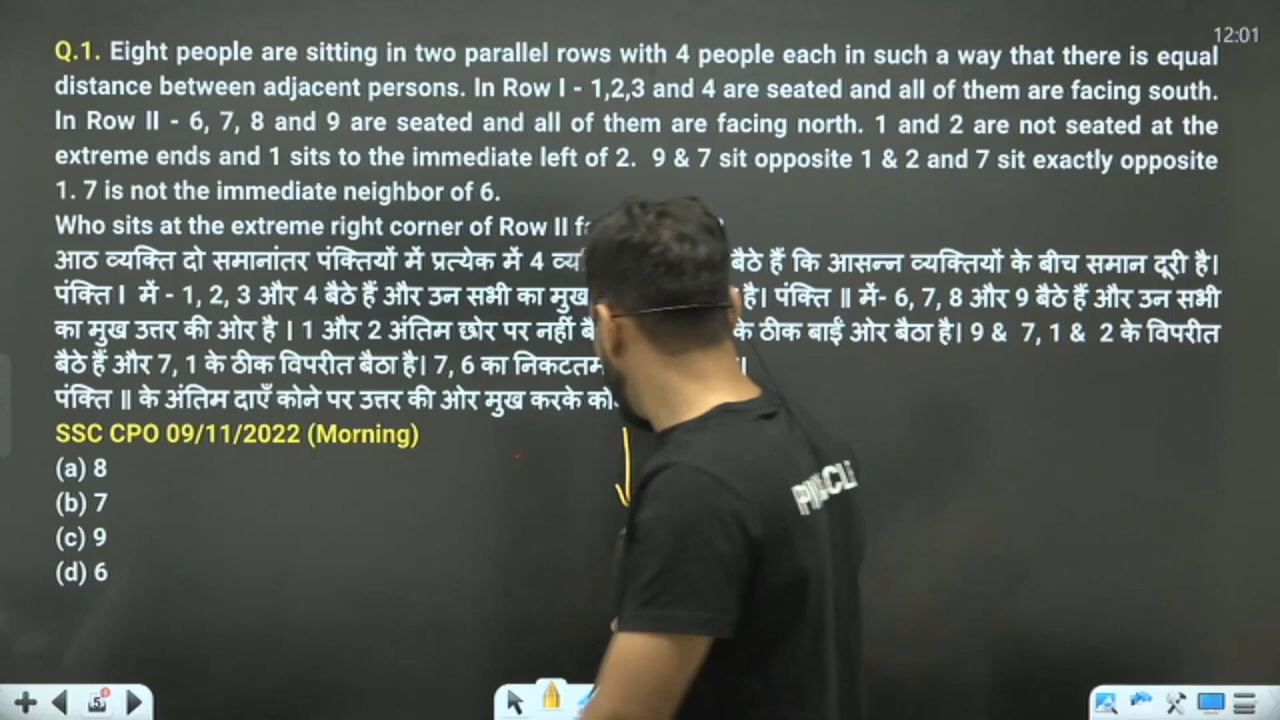 12:01
Q.1. Eight people are sitting in two parallel rows with 4 people each in such a way that there is equal
distance between adjacent persons. In Row I - 1,2,3 and 4 are seated and all of them are facing south.
In Row II - 6, 7, 8 and 9 are seated and all of them are facing north. 1 and 2 are not seated at the
extreme ends and 1 sits to the immediate left of 2. 9 & 7 sit opposite 1 & 2 and 7 sit exactly opposite
1. 7 is not the immediate neighbor of 6.
Who sits at the extreme right corner of Row II
आठ व्यक्ति दो समानांतर पंक्तियों में प्रत्येक में 4 बैठे हैं कि आसन्न व्यक्तियों के बीच समान दूरी है।
पंक्ति I में - 1, 2, 3 और 4 बैठे हैं और उन सभी का मुख है। पंक्ति II में- 6, 7, 8 और 9 बैठे हैं और उन सभी
का मुख उत्तर की ओर है । 1 और 2 अंतिम छोर पर नहीं के ठीक बाईं ओर बैठा है। 9 & 7, 1 & 2 के विपरीत
बैठे हैं और 7, 1 के ठीक विपरीत बैठा है। 7, 6 का
पंक्ति II के अंतिम दाएँ कोने पर उत्तर की ओर मुख करके
SSC CPO 09/11/2022 (Morning)
(a) 8
(b) 7
(c) 9
(d) 6